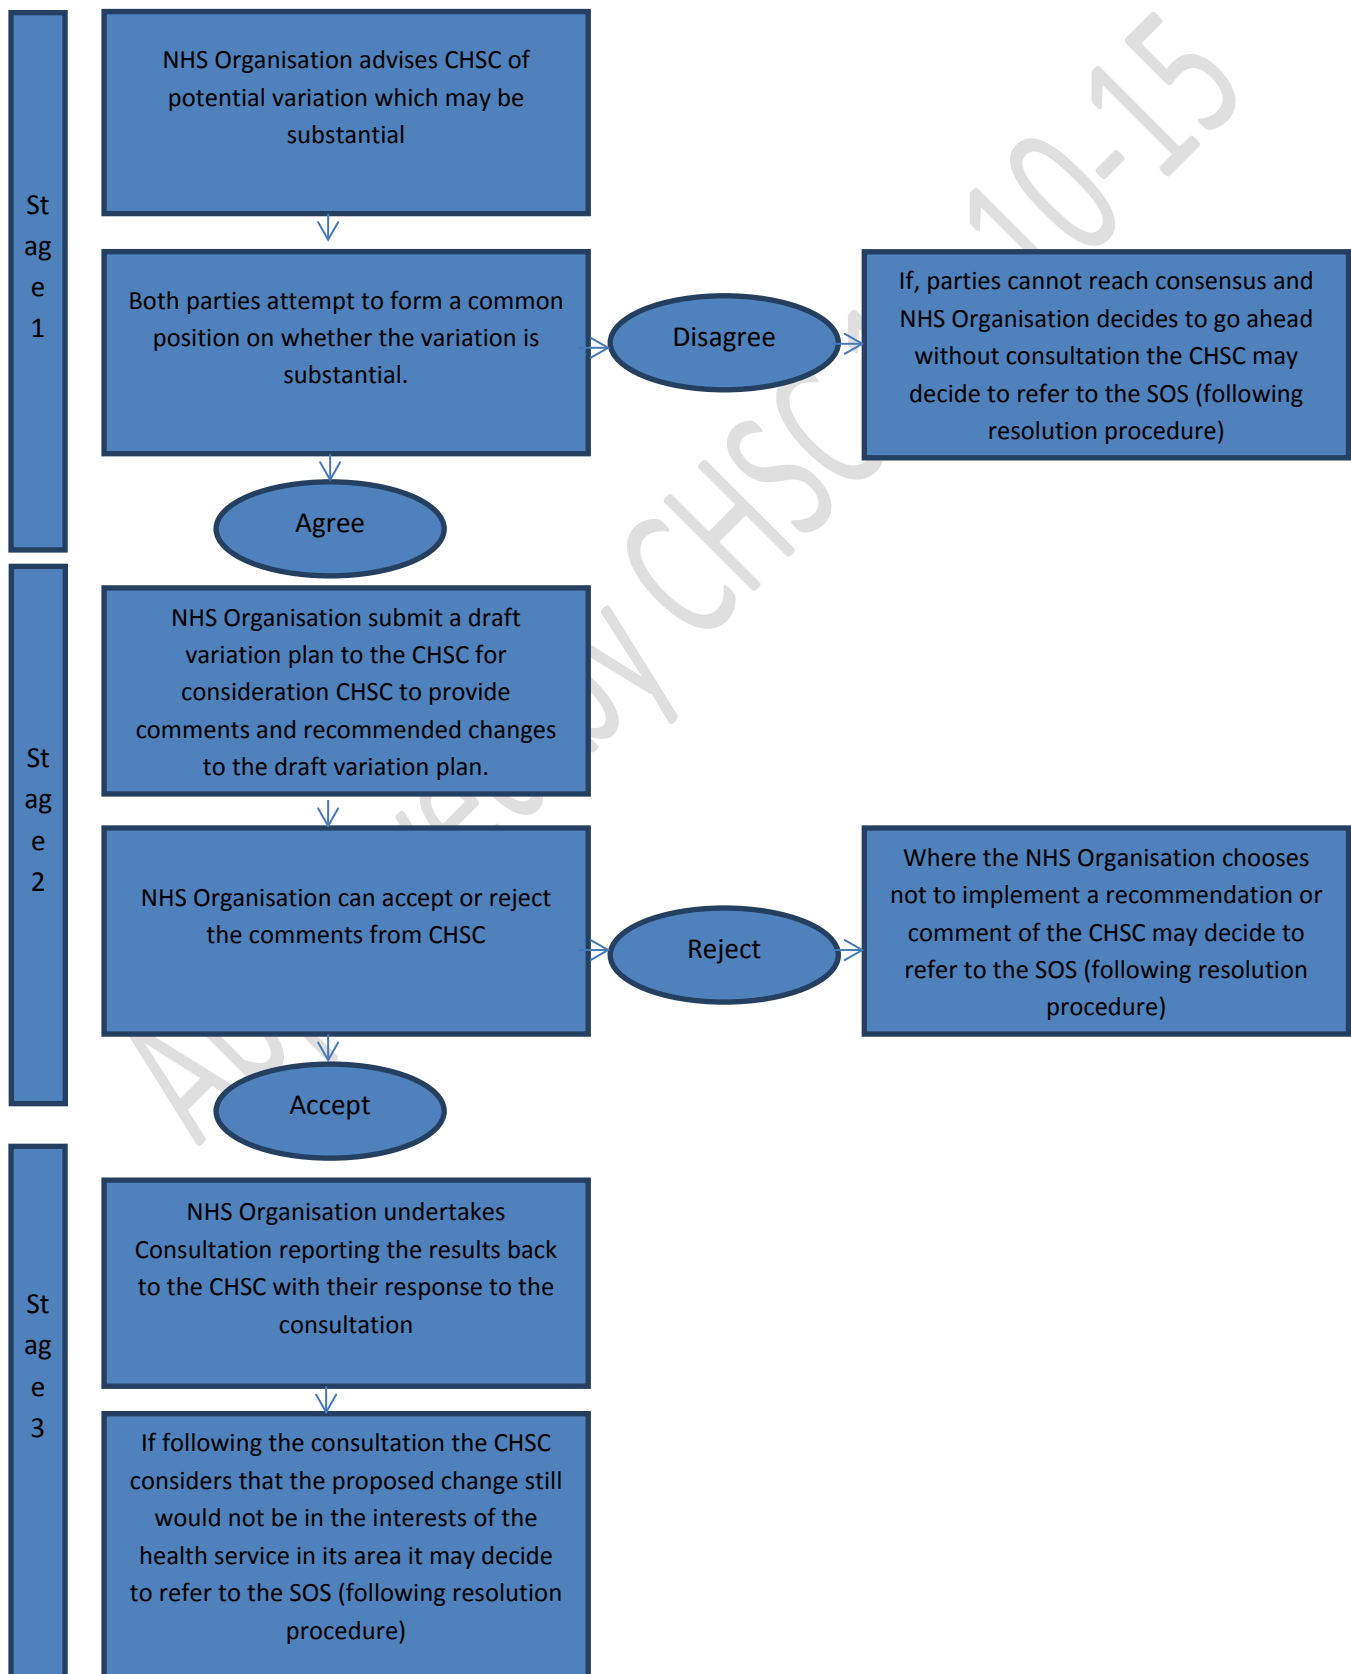 St
ag
e
1
NHS Organisation advises CHSC of
potential variation which may be
substantial
Both parties attempt to form a common
position on whether the variation is
substantial.
Disagree
If, parties cannot reach consensus and
NHS Organisation decides to go ahead
without consultation the CHSC may
decide to refer to the SOS (following
resolution procedure)
Agree
St
ag
e
2
NHS Organisation submit a draft
variation plan to the CHSC for
consideration CHSC to provide
comments and recommended changes
to the draft variation plan.
NHS Organisation can accept or reject
the comments from CHSC
Reject
Where the NHS Organisation chooses
not to implement a recommendation or
comment of the CHSC may decide to
refer to the SOS (following resolution
procedure)
Accept
St
ag
e
3
NHS Organisation undertakes
Consultation reporting the results back
to the CHSC with their response to the
consultation
If following the consultation the CHSC
considers that the proposed change still
would not be in the interests of the
health service in its area it may decide
to refer to the SOS (following resolution
procedure)
by CHSC 10-15